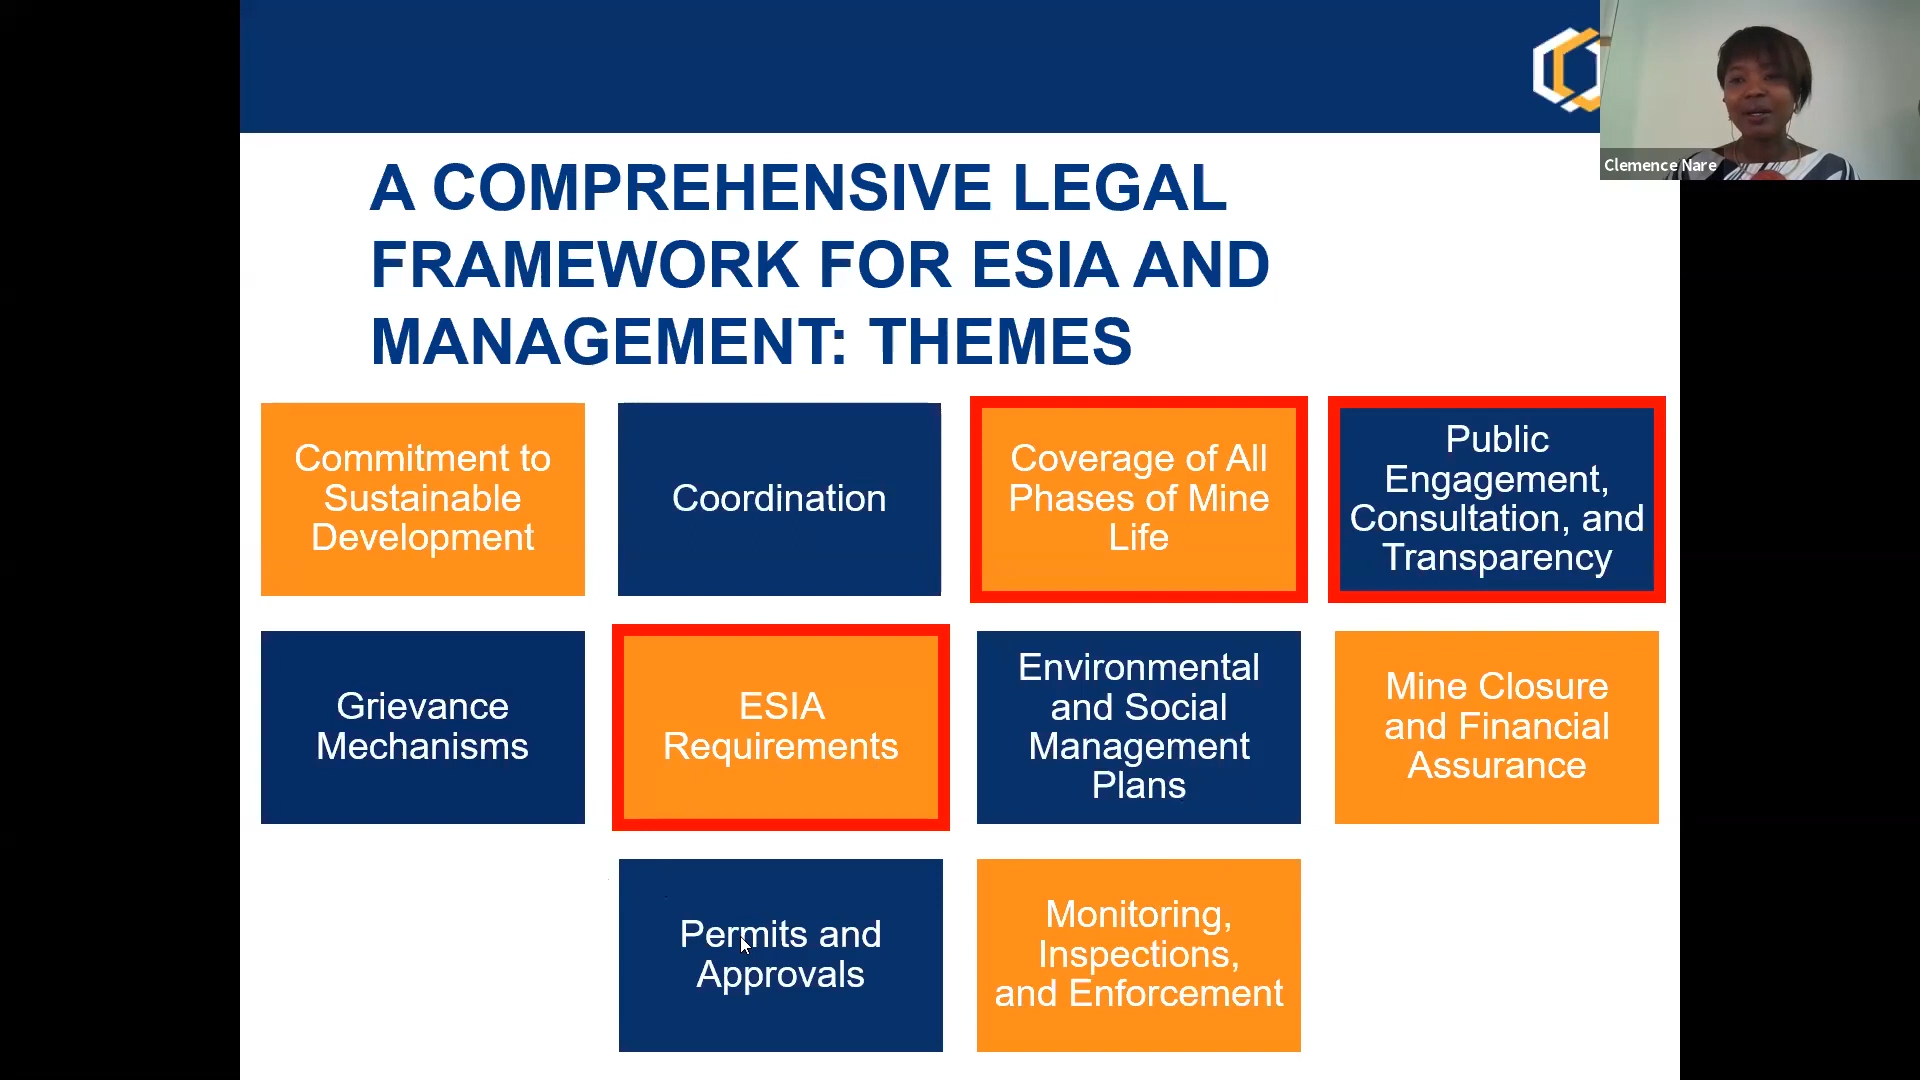 Clemence Nare
A COMPREHENSIVE LEGAL
FRAMEWORK FOR ESIA AND
MANAGEMENT: THEMES
Commitment to
Sustainable
Development
Coordination
Coverage of All
Phases of Mine
Life
Public
Engagement,
Consultation, and
Transparency
Grievance
Mechanisms
ESIA
Requirements
Environmental
and Social
Management
Plans
Mine Closure
and Financial
Assurance
Permits and
Approvals
Monitoring,
Inspections,
and Enforcement